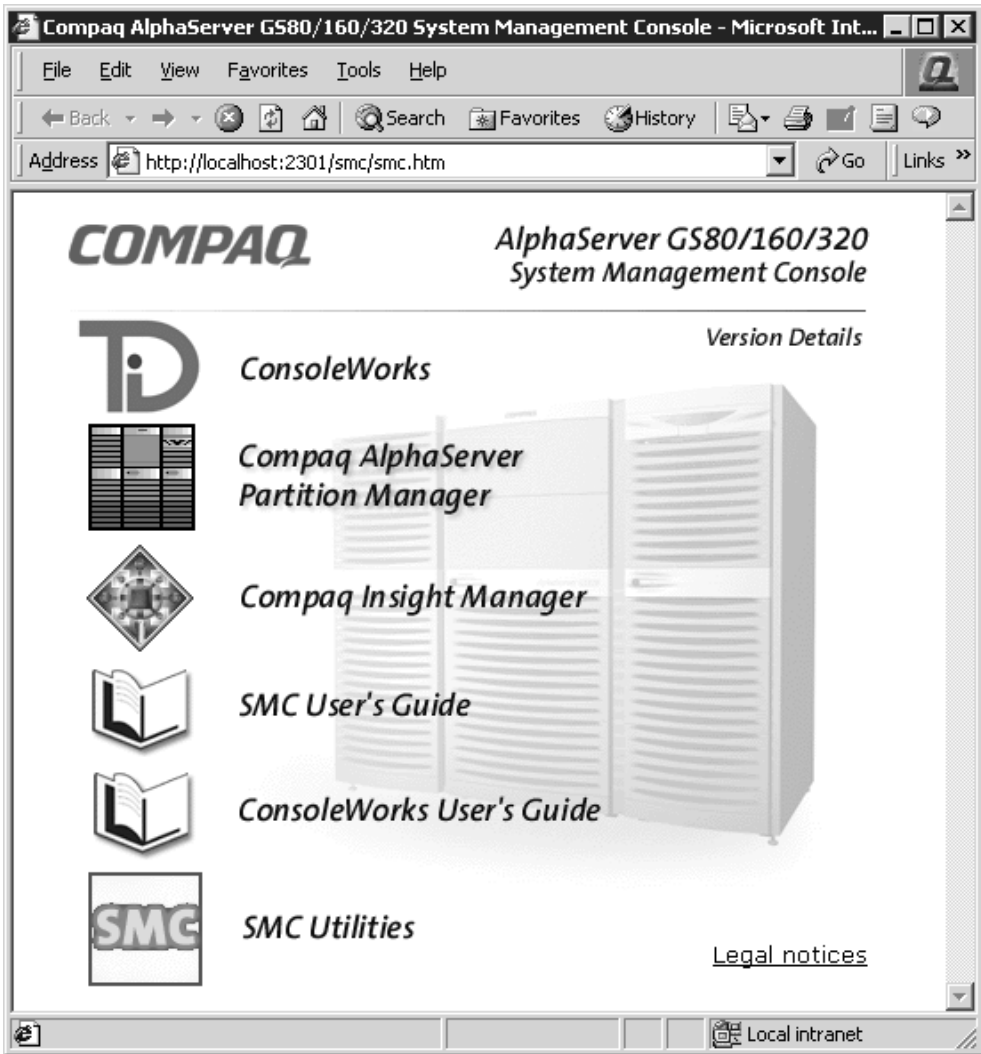 Compaq AlphaServer GS80/160/320 System Management Console - Microsoft Int...
File Edit View Favorites Tools Help
Back Search Favorites History
Address http://localhost:2301/smc/smc.htm Go Links »
COMPAQ
AlphaServer GS80/160/320
System Management Console
Version Details
TiD
ConsoleWorks
Compaq AlphaServer
Partition Manager
Compaq Insight Manager
SMC User's Guide
ConsoleWorks User's Guide
SMC
SMC Utilities
Legal notices
Local intranet